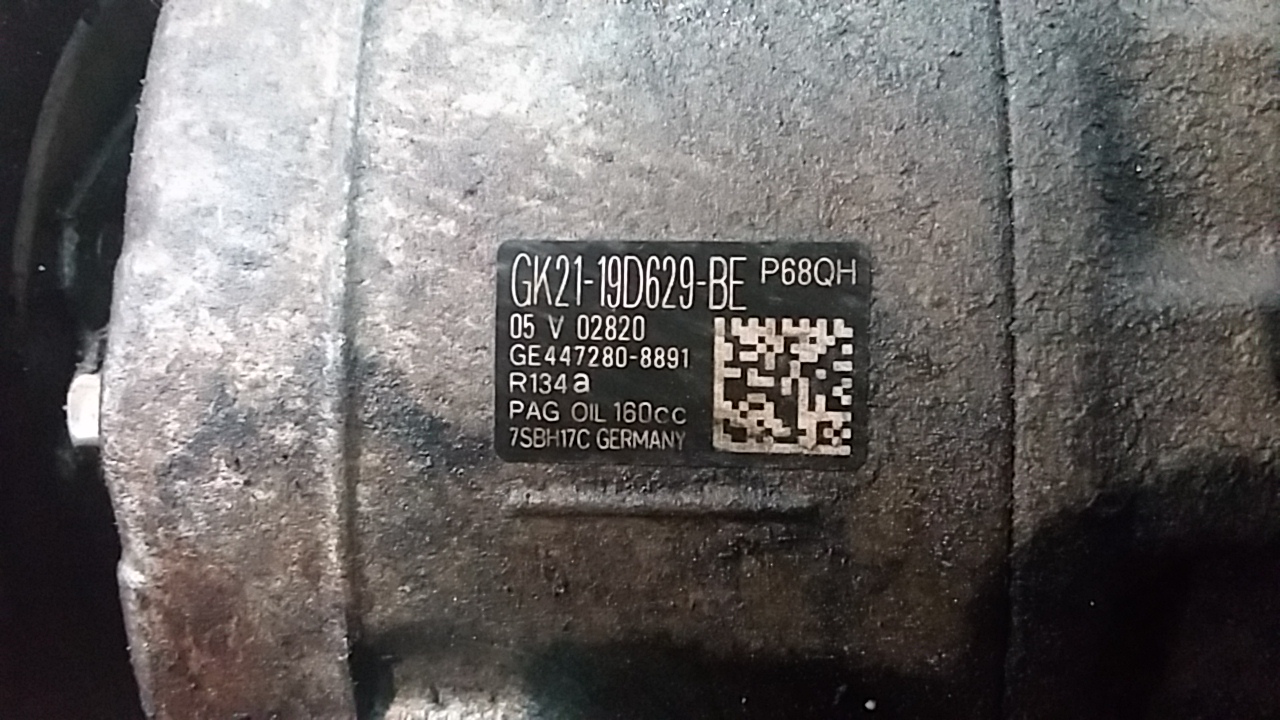 GK21-19D629-BE P68QH
05 V 02820
GE447280-8891
R134a
PAG OIL 160cc
7SBH17C GERMANY